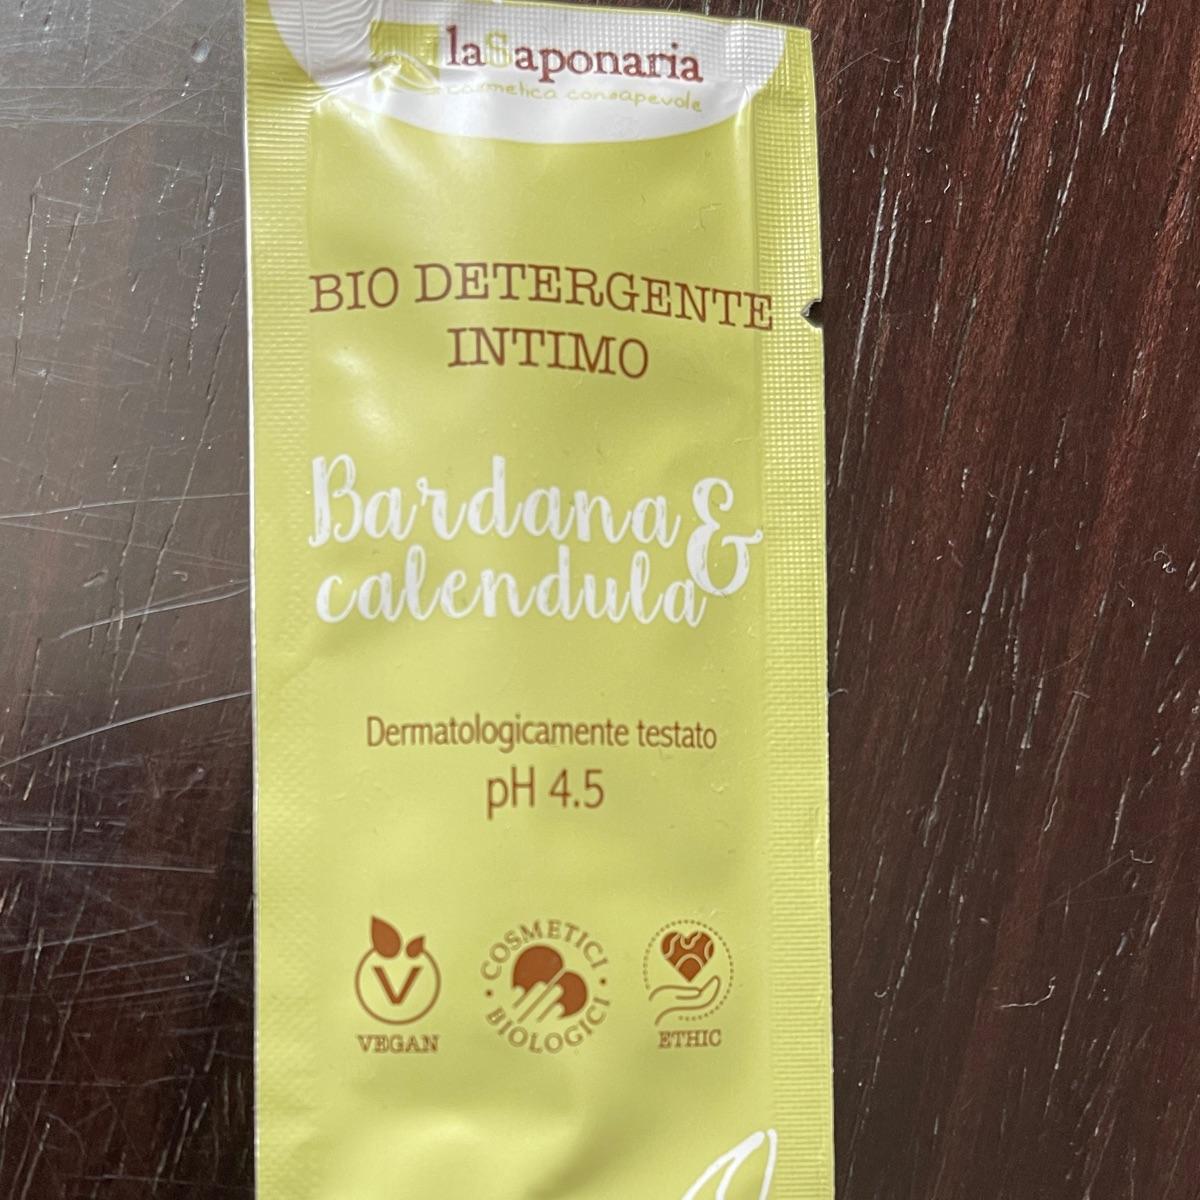 laSaponaria
cosmetica consapevole
BIO DETERGENTE
INTIMO
Bardana &
calendula
Dermatologicamente testato
pH 4.5
V
VEGAN
COSMETICI
BIOLOGICI
ETHIC